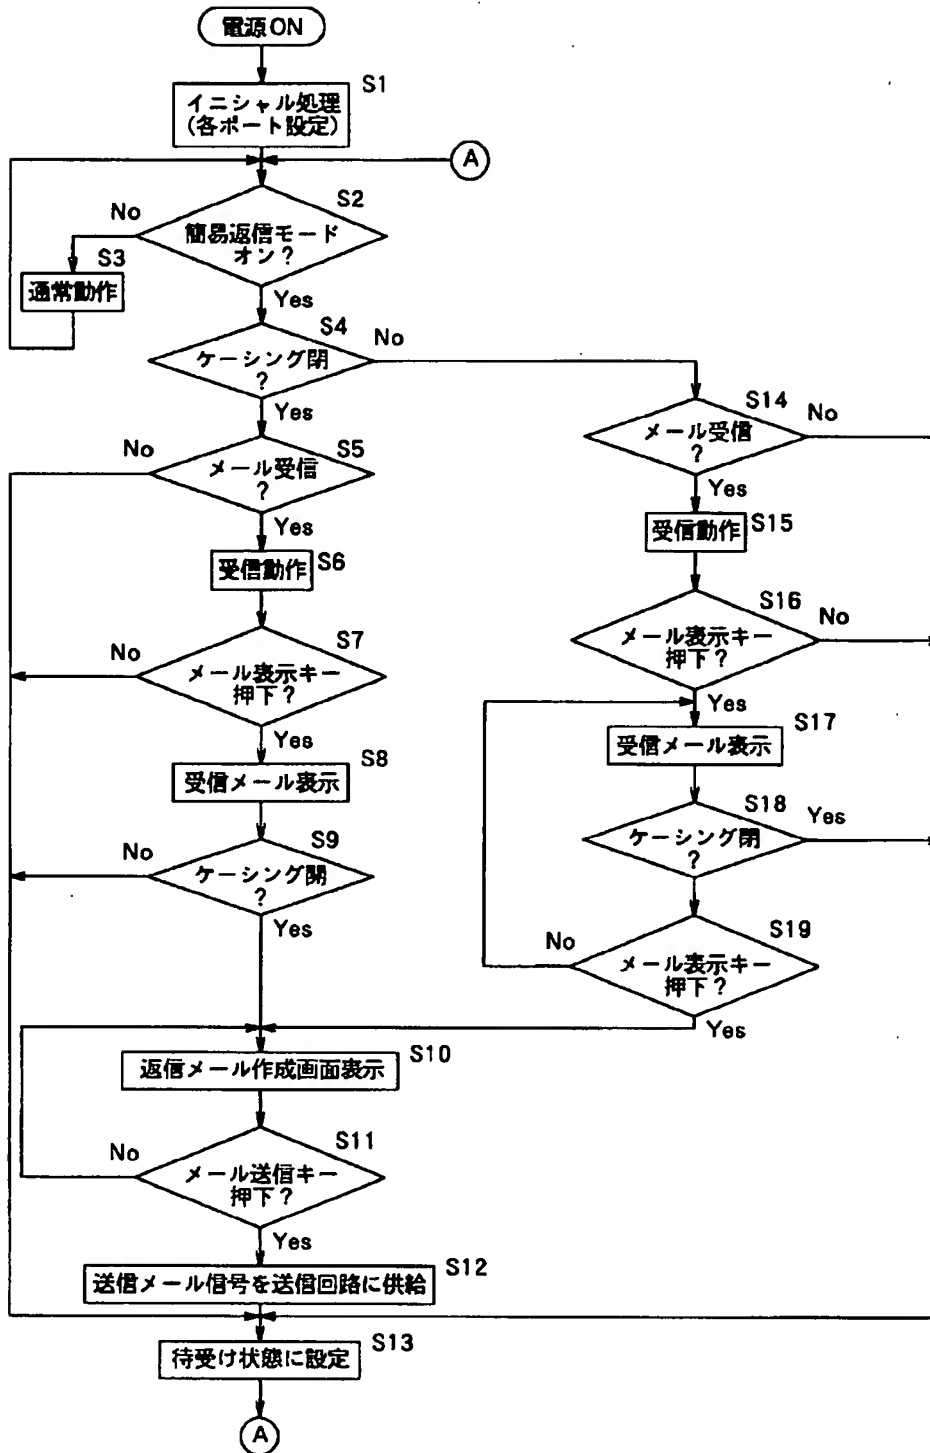 電源ON
S1
イニシャル処理
(各ポート設定)
A
S2
No
簡易返信モード
オン?
S3
通常動作
Yes
S4
No
ケーシング閉
?
Yes
S14
No
メール受信
?
S5
No
メール受信
?
Yes
S15
受信動作
Yes
S6
受信動作
S16
No
メール表示キー
押下?
S7
No
メール表示キー
押下?
Yes
S17
受信メール表示
Yes
S8
受信メール表示
S18
Yes
ケーシング閉
?
S9
No
ケーシング開
?
Yes
S19
No
メール表示キー
押下?
Yes
S10
返信メール作成画面表示
S11
No
メール送信キー
押下?
Yes
S12
送信メール信号を送信回路に供給
S13
待受け状態に設定
A